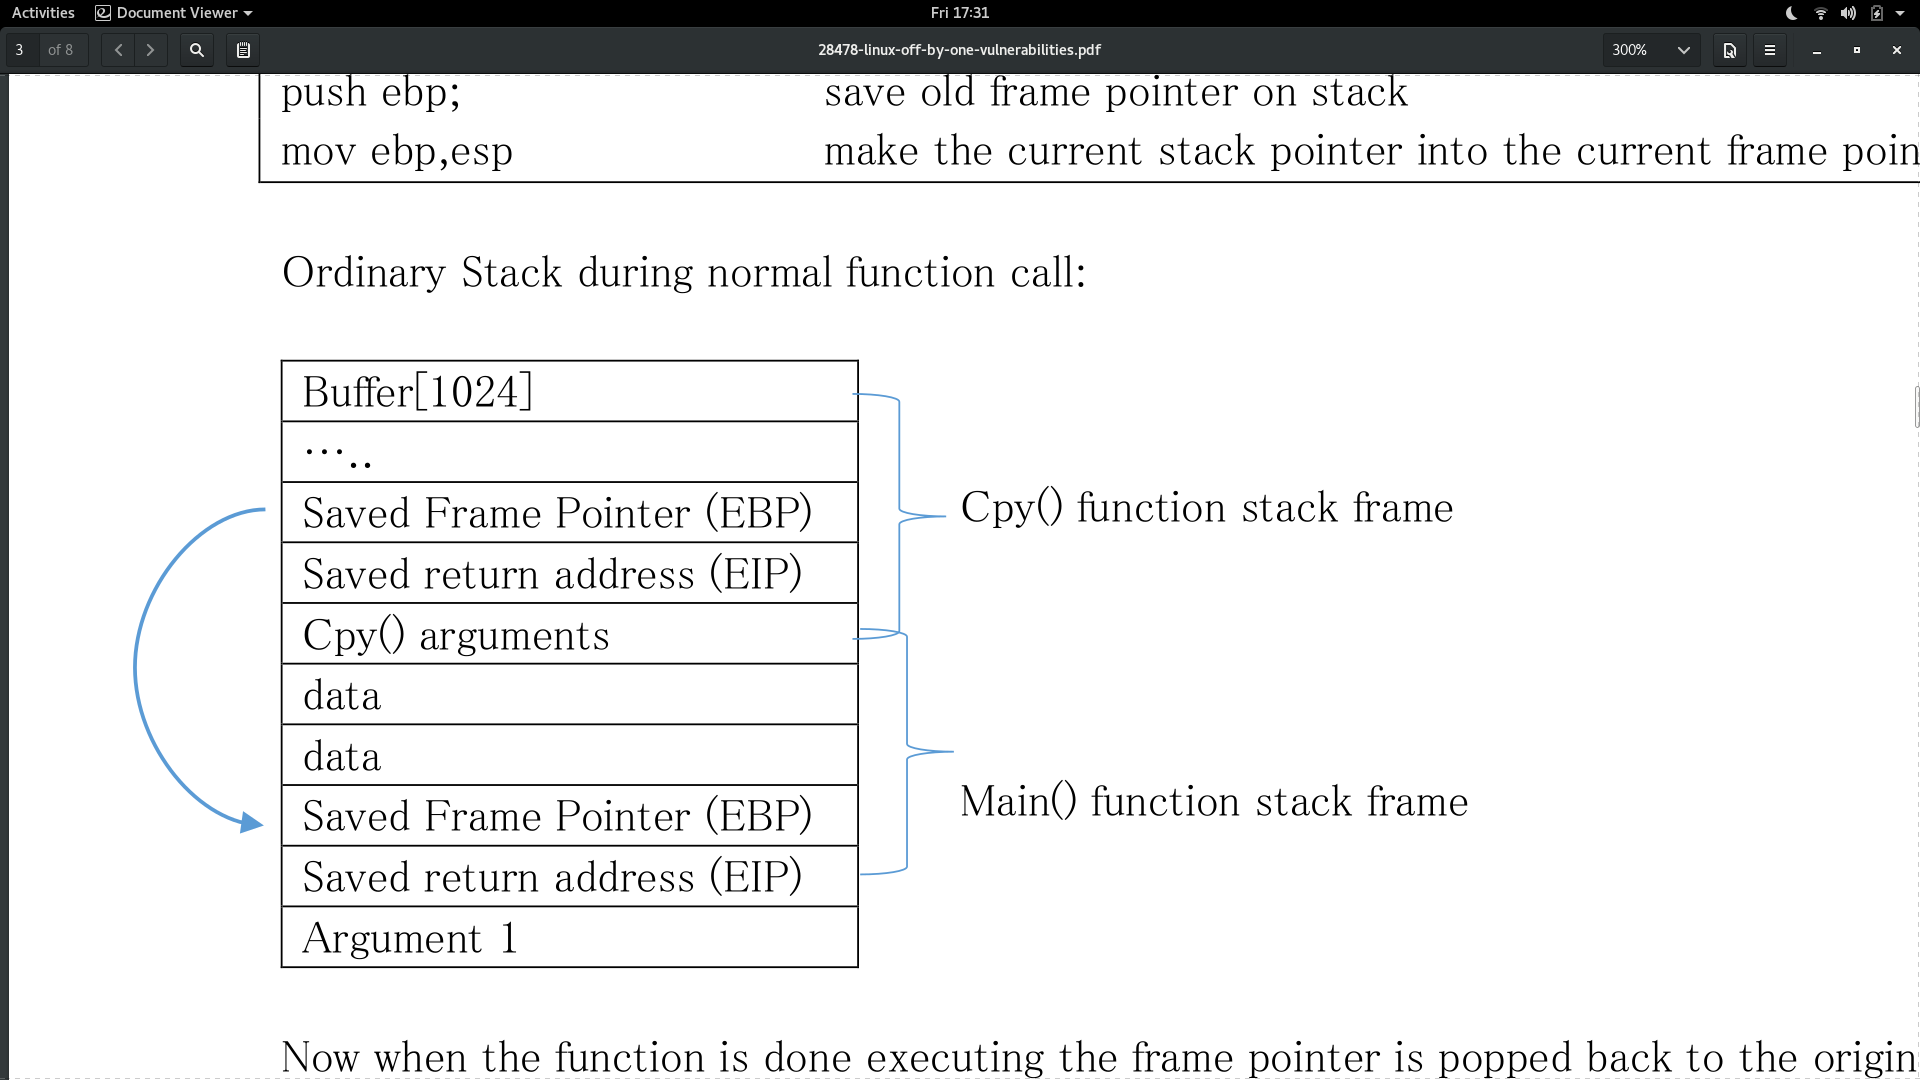 Activities Document Viewer Fri 17:31
3 of 8 28478-linux-off-by-one-vulnerabilities.pdf 300%
push ebp; save old frame pointer on stack
mov ebp,esp make the current stack pointer into the current frame poin
Ordinary Stack during normal function call:
Buffer[1024]
…..
Saved Frame Pointer (EBP)
Cpy() function stack frame
Saved return address (EIP)
Cpy() arguments
data
data
Saved Frame Pointer (EBP)
Main() function stack frame
Saved return address (EIP)
Argument 1
Now when the function is done executing the frame pointer is popped back to the origin